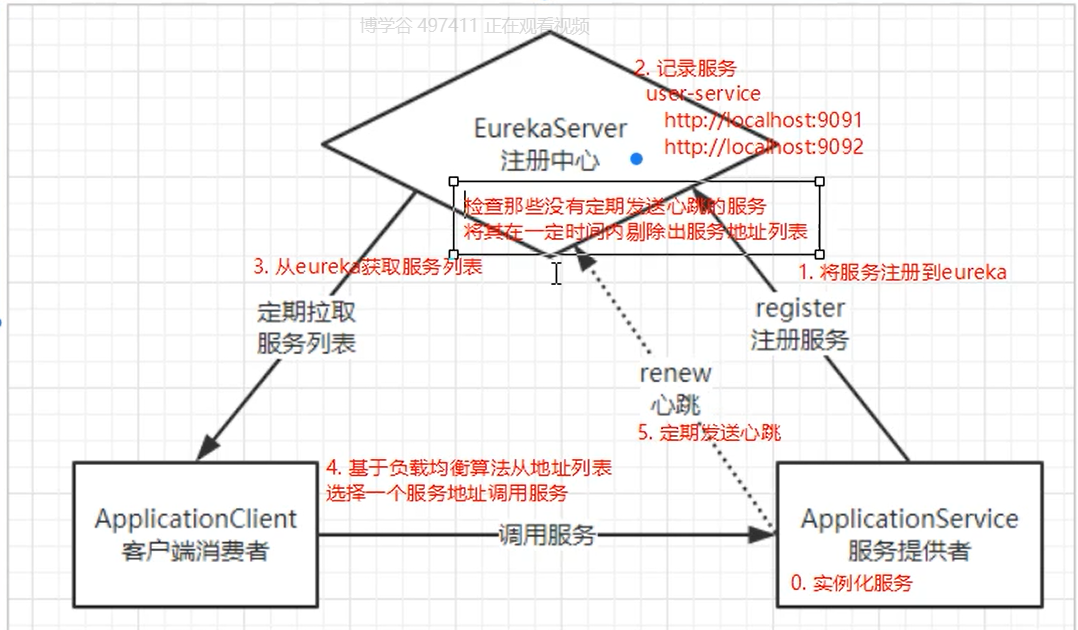 博学谷 497411 正在观看视频
2. 记录服务
user-service
http://localhost:9091
http://localhost:9092
EurekaServer
注册中心
检查那些没有定期发送心跳的服务
将其在一定时间内剔除出服务地址列表
3. 从eureka获取服务列表
1. 将服务注册到eureka
定期拉取
服务列表
register
注册服务
renew
心跳
5. 定期发送心跳
4. 基于负载均衡算法从地址列表
选择一个服务地址调用服务
ApplicationClient
客户端消费者
调用服务
ApplicationService
服务提供者
0. 实例化服务